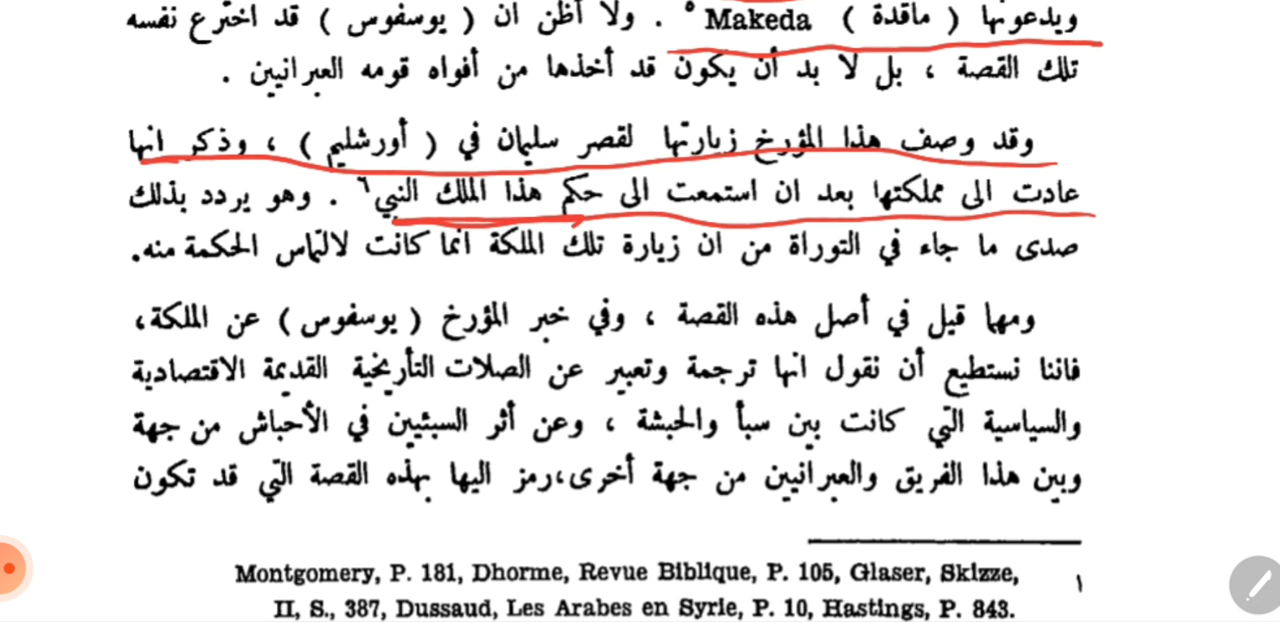 ويدعونها ( ماقدة ) Makeda ٥ . ولا أظن ان ( يوسفوس ) قد اخترع نفسه
تلك القصة ، بل لا بد أن يكون قد أخذها من أفواه قومه العبرانيين .
وقد وصف هذا المؤرخ زيارتها لقصر سليمان في ( أورشليم ) ، وذكر انها
عادت الى مملكتها بعد ان استمعت الى حكم هذا الملك النبي ٦ . وهو يردد بذلك
صدى ما جاء في التوراة من ان زيارة تلك الملكة انما كانت لالتماس الحكمة منه.
ومهما قيل في أصل هذه القصة ، وفي خبر المؤرخ ( يوسفوس ) عن الملكة،
فاننا نستطيع أن نقول انها ترجمة وتعبير عن الصلات التأريخية القديمة الاقتصادية
والسياسية التي كانت بين سبأ والحبشة ، وعن أثر السبئيين في الأحباش من جهة
وبين هذا الفريق والعبرانيين من جهة أخرى،رمز اليها بهذه القصة التي قد تكون
١ Montgomery, P. 181, Dhorme, Revue Biblique, P. 105, Glaser, Skizze,
II, S., 387, Dussaud, Les Arabes en Syrie, P. 10, Hastings, P. 843.